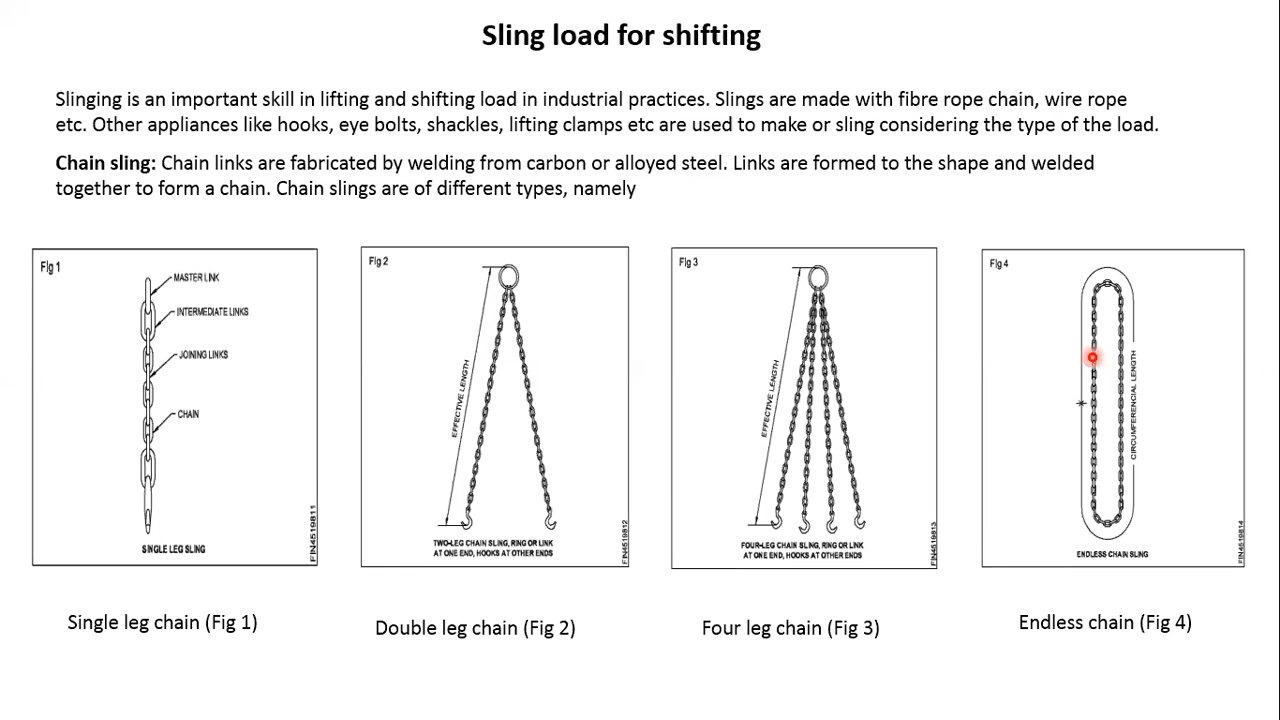 Sling load for shifting
Slinging is an important skill in lifting and shifting load in industrial practices. Slings are made with fibre rope chain, wire rope
etc. Other appliances like hooks, eye bolts, shackles, lifting clamps etc are used to make or sling considering the type of the load.
Chain sling: Chain links are fabricated by welding from carbon or alloyed steel. Links are formed to the shape and welded
together to form a chain. Chain slings are of different types, namely
Fig 1
MASTER LINK
INTERMEDIATE LINKS
JOINING LINKS
CHAIN
SINGLE LEG SLING
FIN4519811
Fig 2
EFFECTIVE LENGTH
TWO-LEG CHAIN SLING, RING OR LINK
AT ONE END, HOOKS AT OTHER ENDS
FIN4519812
Fig 3
EFFECTIVE LENGTH
FOUR-LEG CHAIN SLING, RING OR LINK
AT ONE END, HOOKS AT OTHER ENDS
FIN4519813
Fig 4
CIRCUMFERENCIAL LENGTH
ENDLESS CHAIN SLING
FIN4519814
Single leg chain (Fig 1)
Double leg chain (Fig 2)
Four leg chain (Fig 3)
Endless chain (Fig 4)